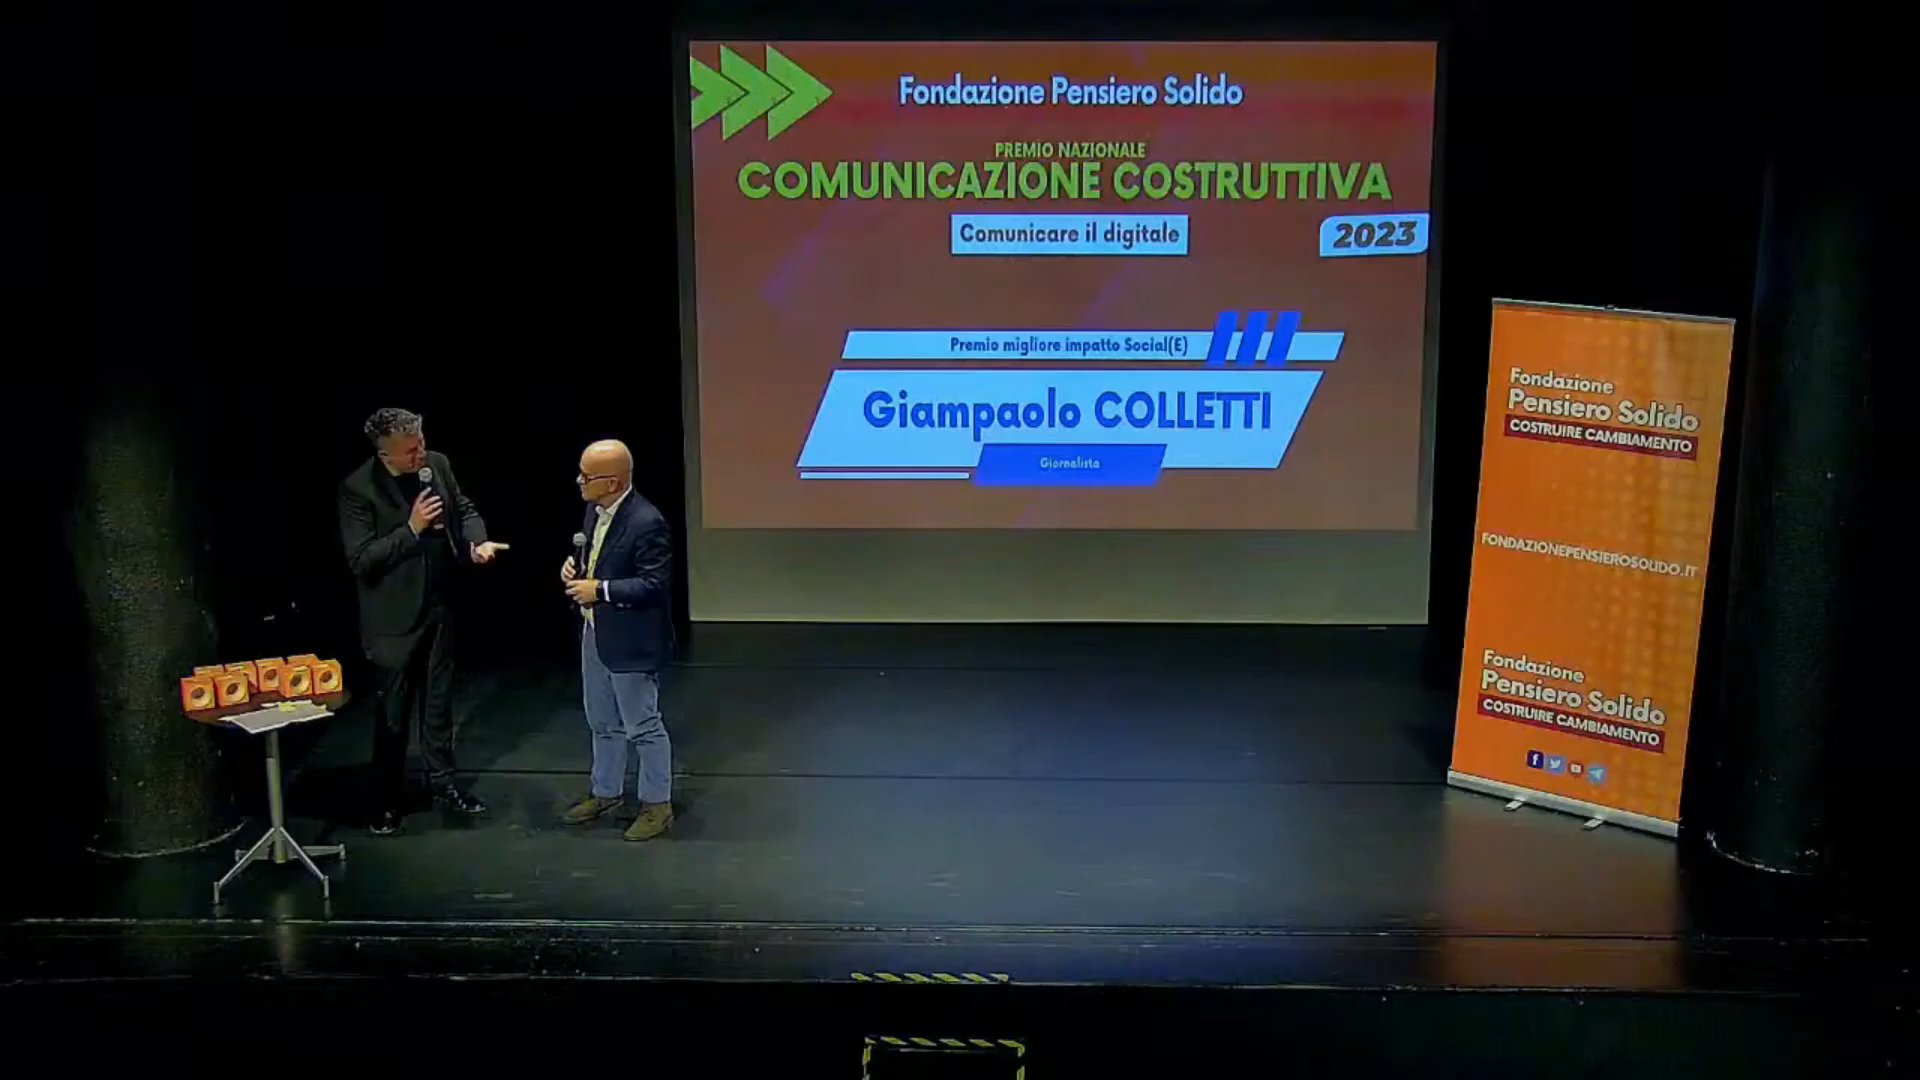 Fondazione Pensiero Solido
PREMIO NAZIONALE
COMUNICAZIONE COSTRUTTIVA
Comunicare il digitale
2023
Premio migliore impatto Social(E)
Giampaolo COLLETTI
Giornalista
Fondazione
Pensiero Solido
COSTRUIRE CAMBIAMENTO
FONDAZIONEPENSIEROSOLIDO.IT
Fondazione
Pensiero Solido
COSTRUIRE CAMBIAMENTO